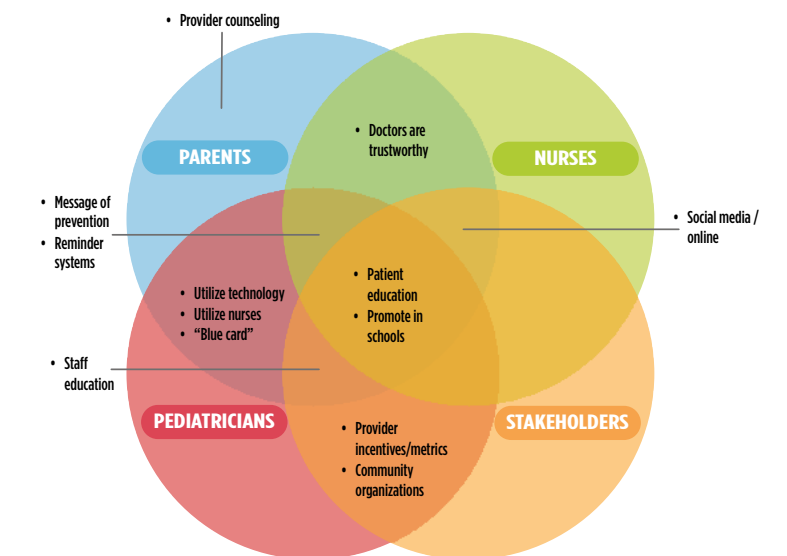 • Provider counseling
• Doctors are
trustworthy
PARENTS
NURSES
• Message of
prevention
• Reminder
systems
• Social media /
online
• Patient
education
• Promote in
schools
• Utilize technology
• Utilize nurses
• “Blue card”
• Staff
education
PEDIATRICIANS
STAKEHOLDERS
• Provider
incentives/metrics
• Community
organizations